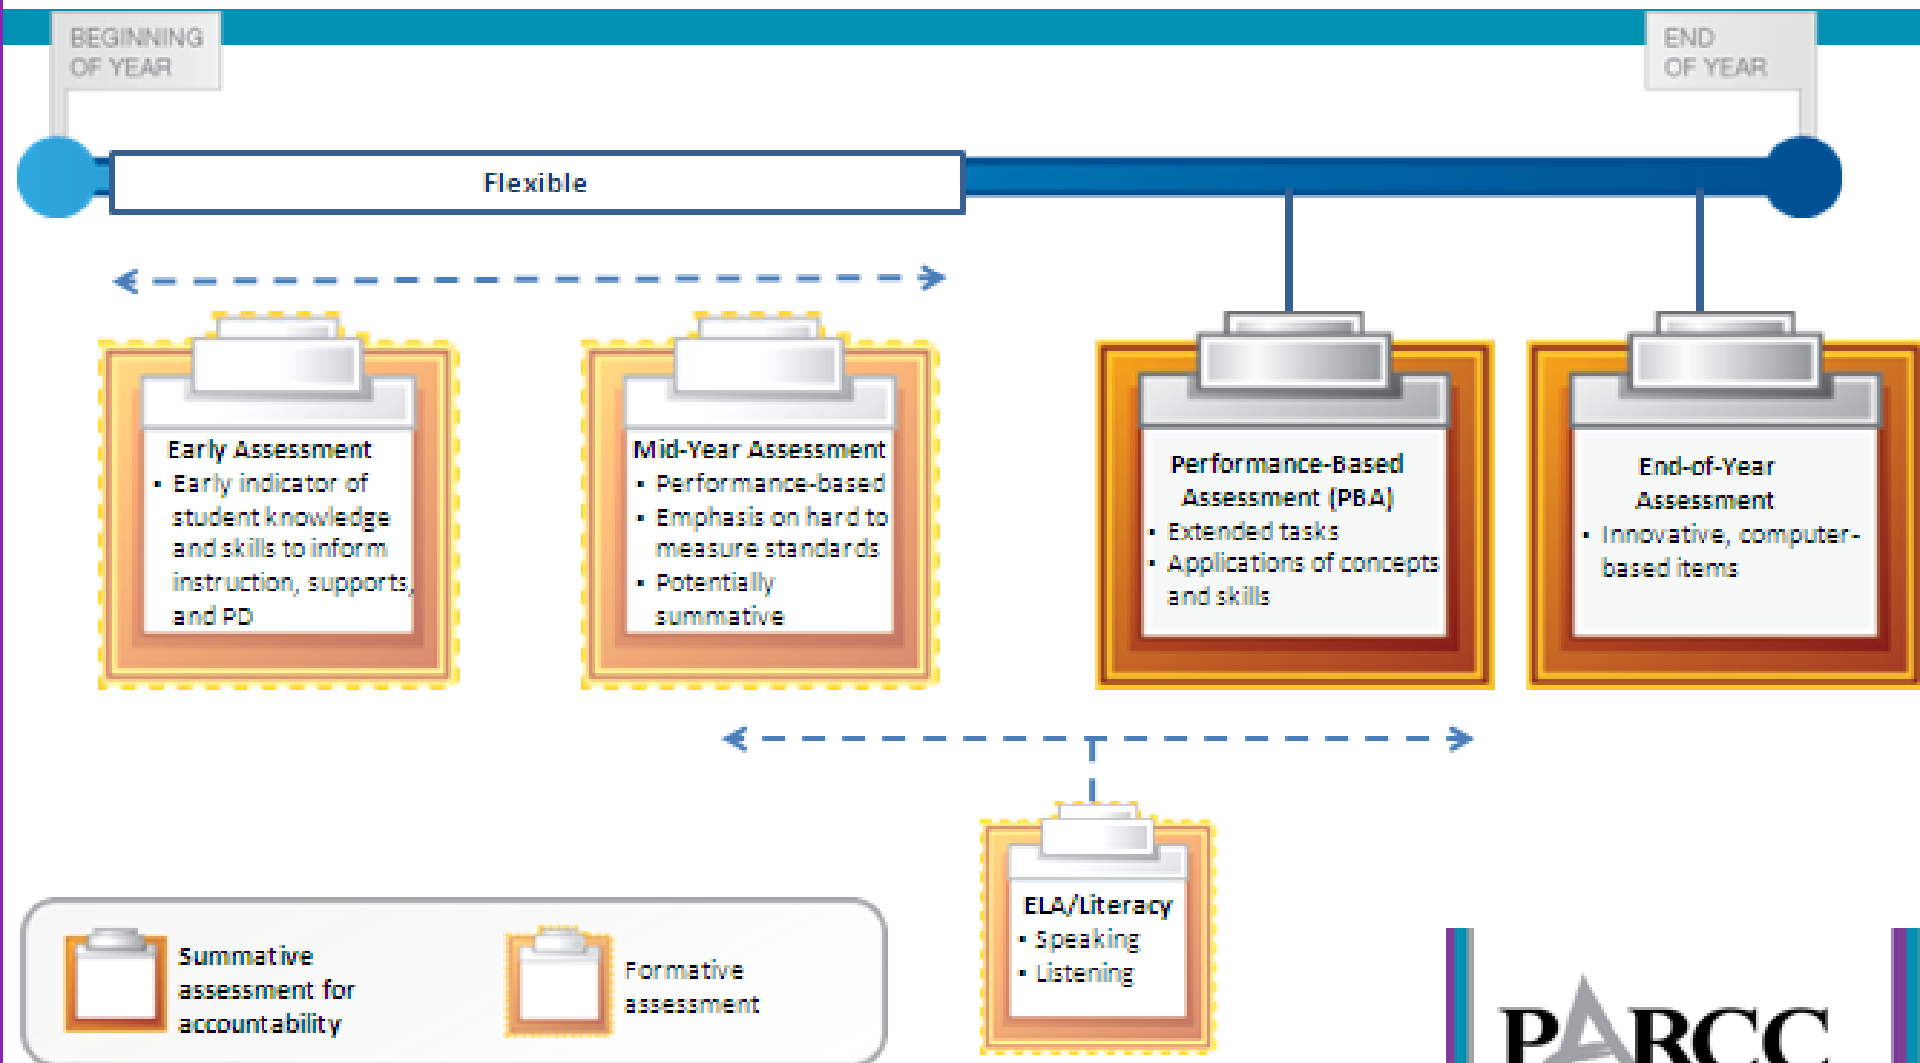 BEGINNING
OF YEAR
END
OF YEAR
Flexible
Early Assessment
▪ Early indicator of
student knowledge
and skills to inform
instruction, supports,
and PD
Mid-Year Assessment
▪ Performance-based
▪ Emphasis on hard to
measure standards
▪ Potentially
summative
Performance-Based
Assessment (PBA)
▪ Extended tasks
▪ Applications of concepts
and skills
End-of-Year
Assessment
▪ Innovative, computer-
based items
ELA/Literacy
▪ Speaking
▪ Listening
Summative
assessment for
accountability
Formative
assessment
PARCC